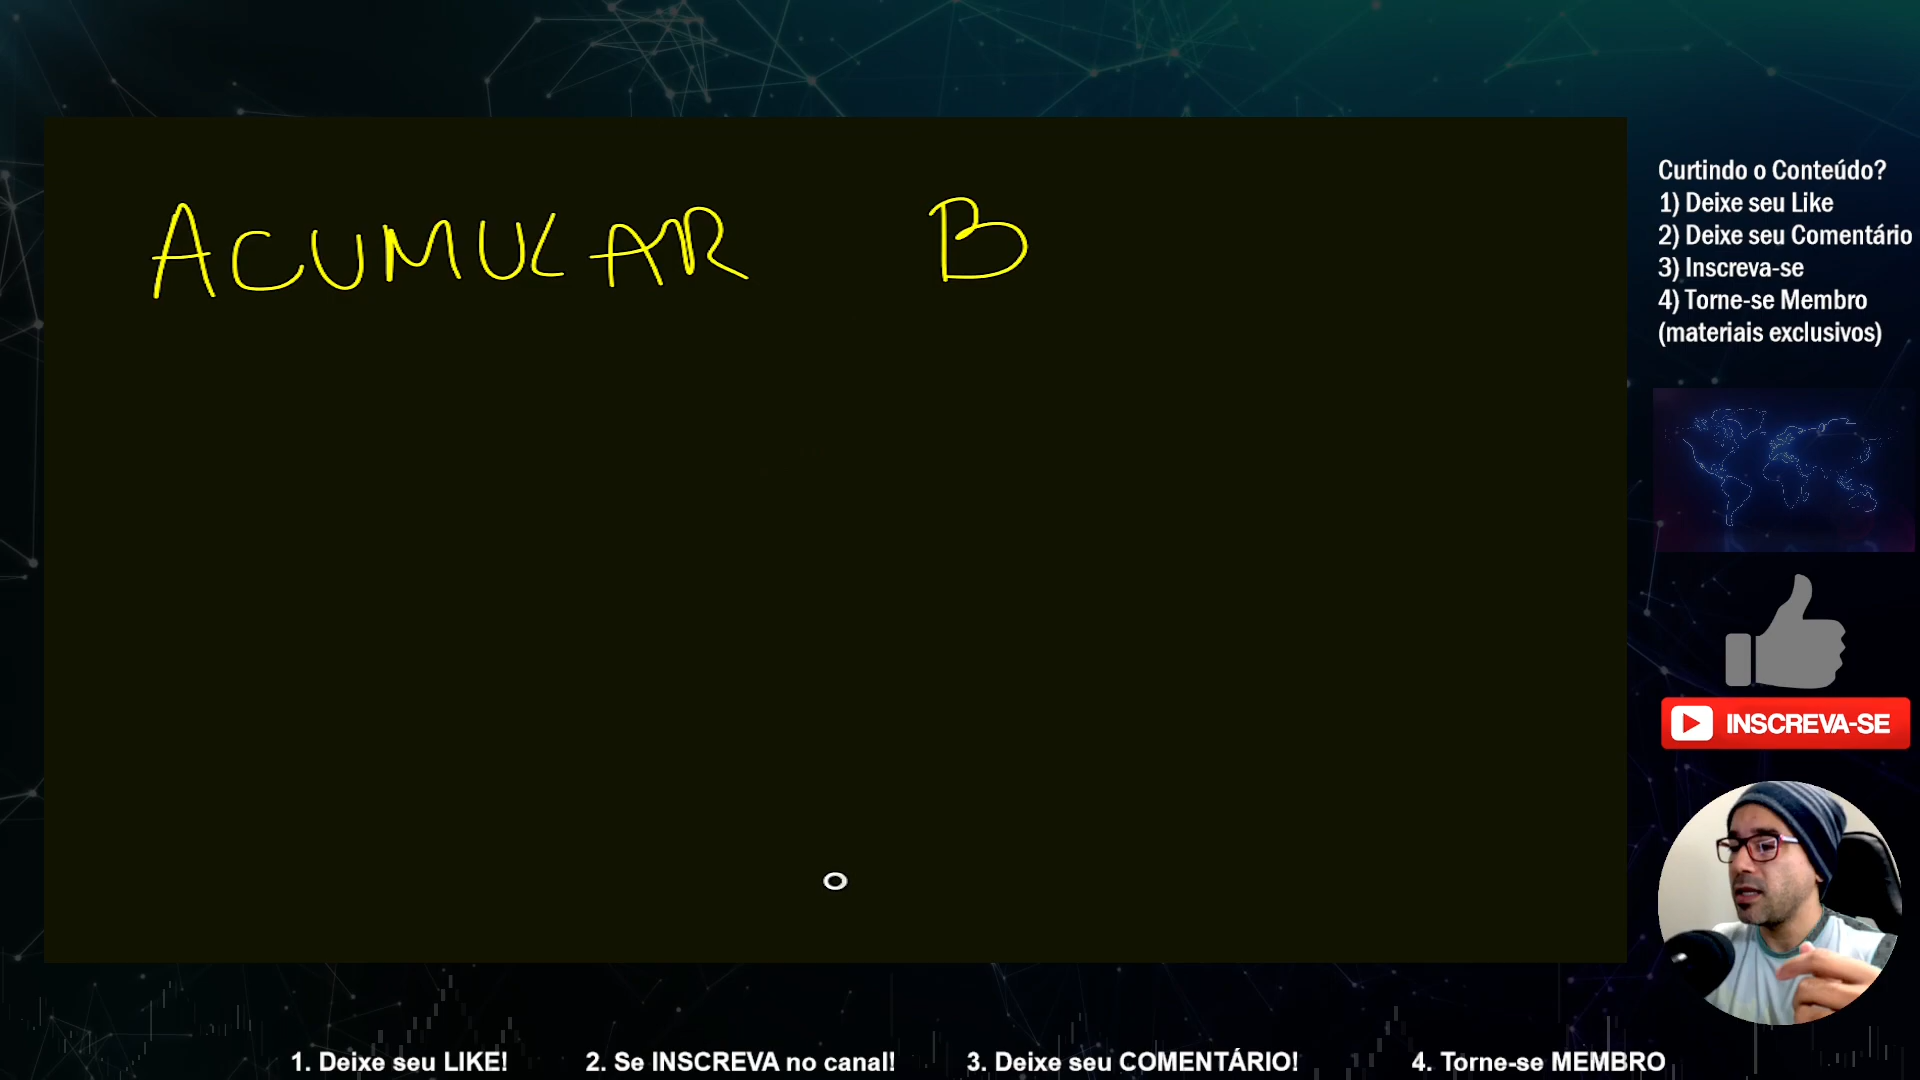 ACUMULAR B
Curtindo o Conteúdo?
1) Deixe seu Like
2) Deixe seu Comentário
3) Inscreva-se
4) Torne-se Membro
(materiais exclusivos)
INSCREVA-SE
1. Deixe seu LIKE! 2. Se INSCREVA no canal! 3. Deixe seu COMENTÁRIO! 4. Torne-se MEMBRO